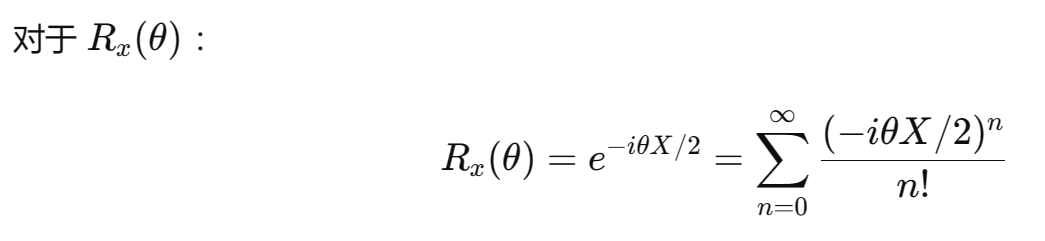 对于 $R_x(\theta)$ :
$$R_x(\theta) = e^{-i\theta X/2} = \sum_{n=0}^{\infty} \frac{(-i\theta X/2)^n}{n!}$$